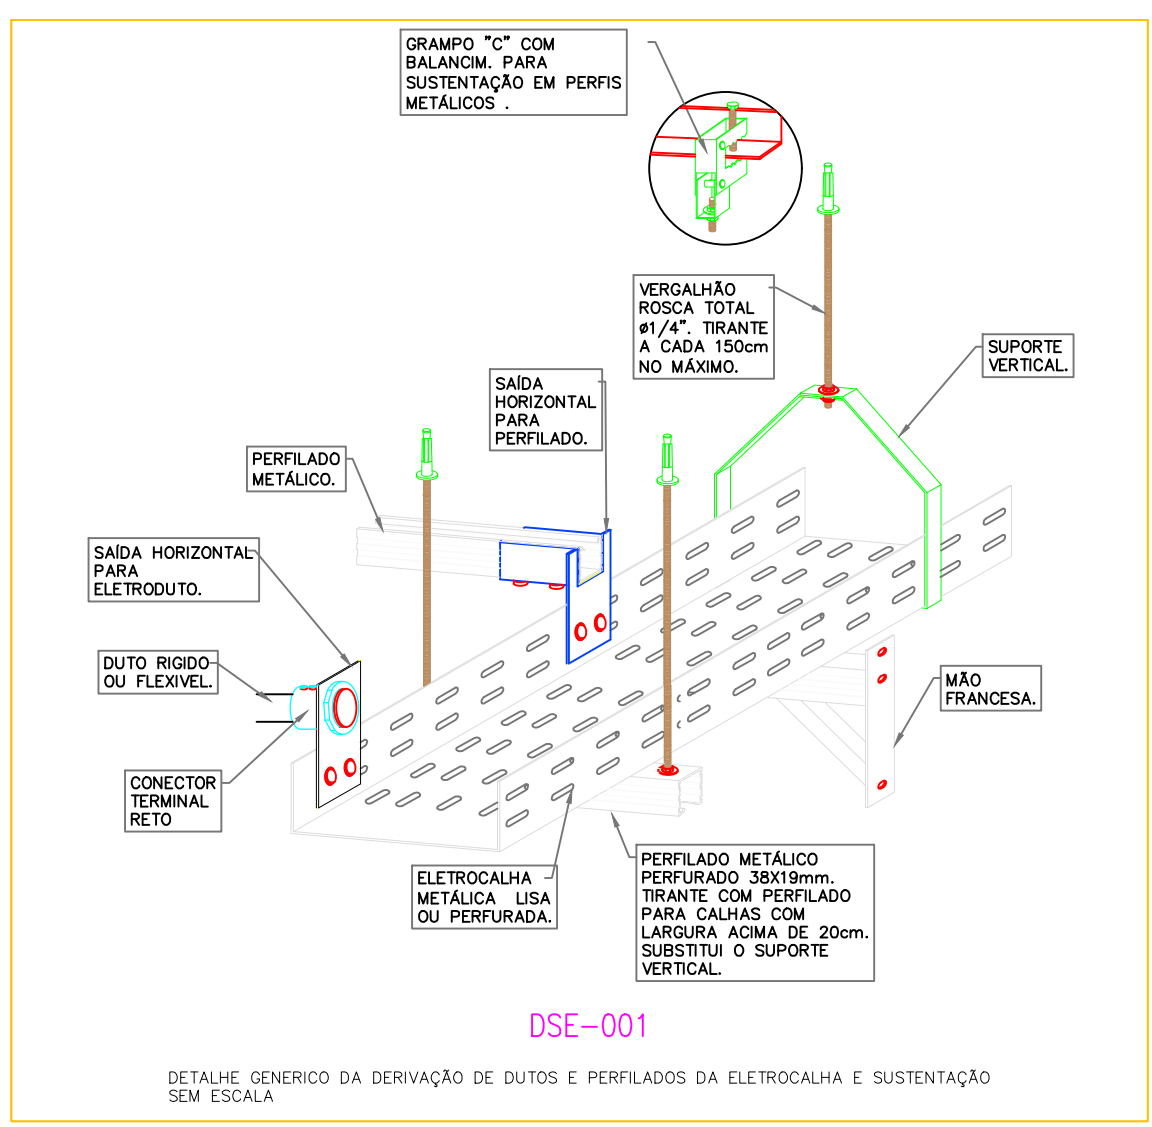 GRAMPO "C" COM
BALANCIM. PARA
SUSTENTAÇÃO EM PERFIS
METÁLICOS .
VERGALHÃO
ROSCA TOTAL
ø1/4". TIRANTE
A CADA 150cm
NO MÁXIMO.
SUPORTE
VERTICAL.
SAÍDA
HORIZONTAL
PARA
PERFILADO.
PERFILADO
METÁLICO.
SAÍDA HORIZONTAL
PARA
ELETRODUTO.
DUTO RIGIDO
OU FLEXIVEL.
MÃO
FRANCESA.
CONECTOR
TERMINAL
RETO
ELETROCALHA
METÁLICA LISA
OU PERFURADA.
PERFILADO METÁLICO
PERFURADO 38X19mm.
TIRANTE COM PERFILADO
PARA CALHAS COM
LARGURA ACIMA DE 20cm.
SUBSTITUI O SUPORTE
VERTICAL.
DSE-001
DETALHE GENERICO DA DERIVAÇÃO DE DUTOS E PERFILADOS DA ELETROCALHA E SUSTENTAÇÃO
SEM ESCALA